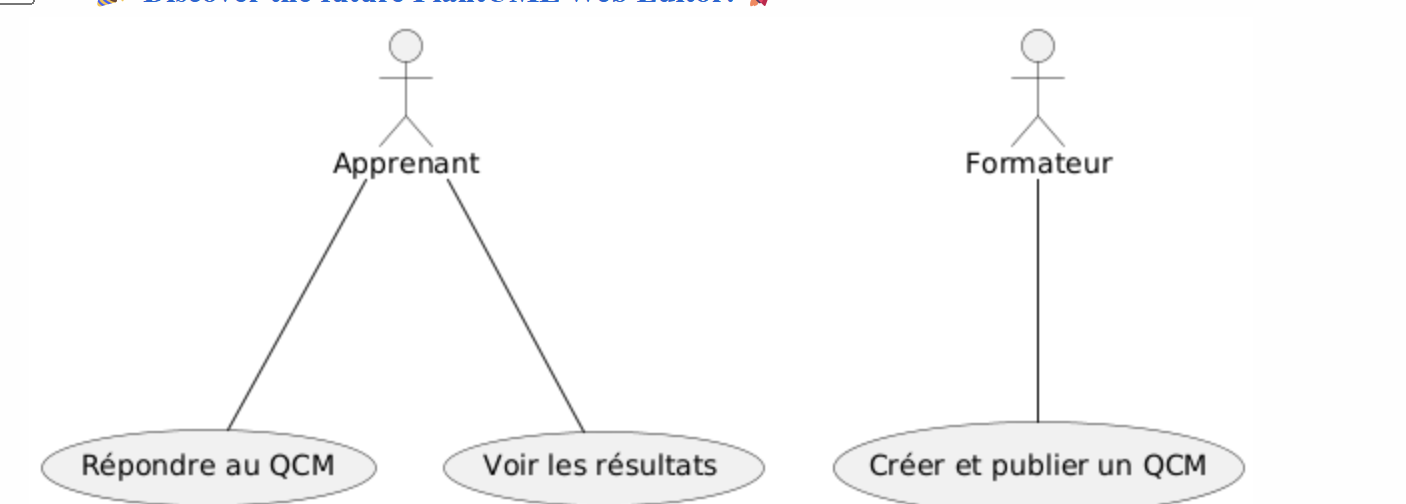 Discover the future PlantUML Web Editor!
Apprenant
Formateur
Répondre au QCM
Voir les résultats
Créer et publier un QCM